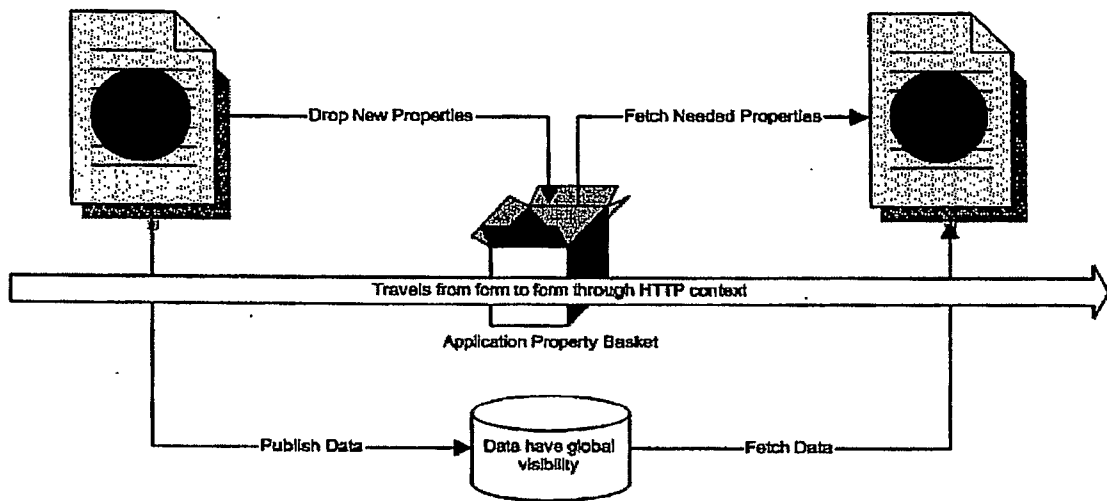 Drop New Properties
Fetch Needed Properties
Travels from form to form through HTTP context
Application Property Basket
Publish Data
Data have global
visibility
Fetch Data